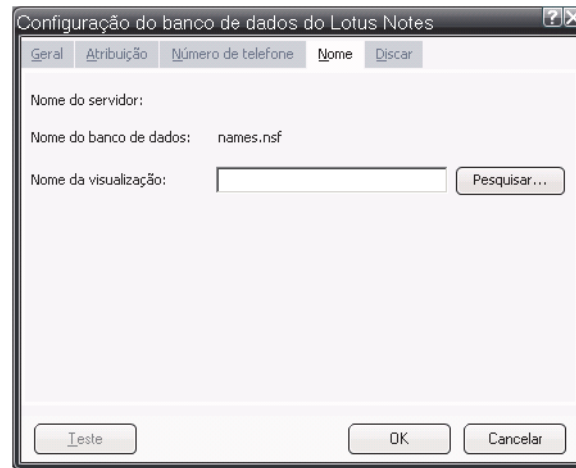 Configuração do banco de dados do Lotus Notes
Geral Atribuição Número de telefone Nome Discar
Nome do servidor:
Nome do banco de dados: names.nsf
Nome da visualização: Pesquisar...
Teste OK Cancelar